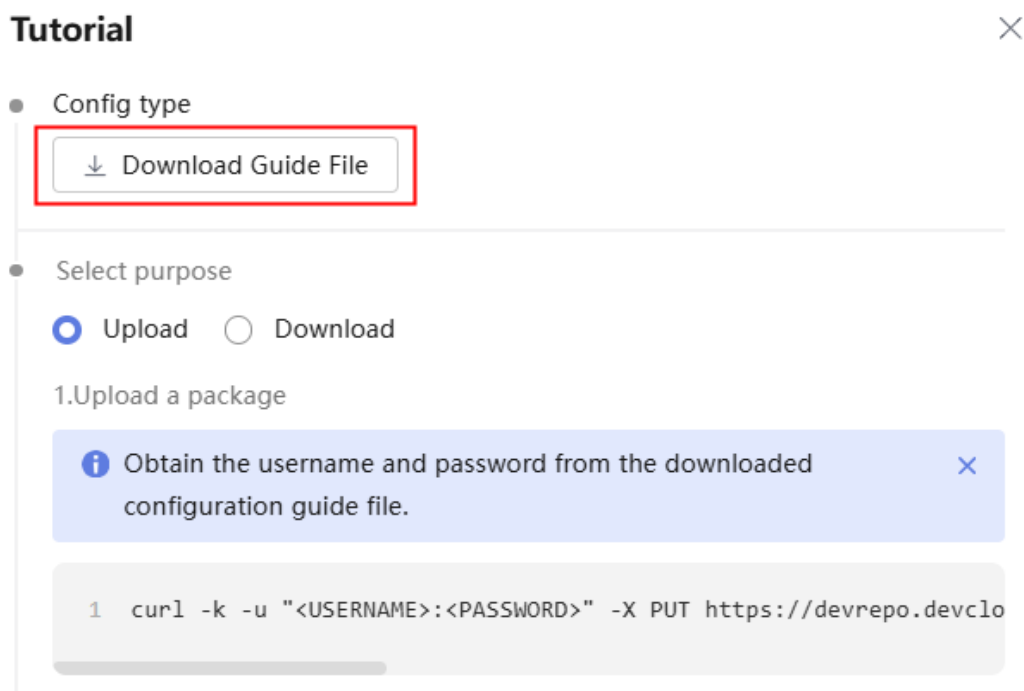 Tutorial
Config type
Download Guide File
Select purpose
Upload Download
1.Upload a package
Obtain the username and password from the downloaded
configuration guide file.
1 curl -k -u "<USERNAME>:<PASSWORD>" -X PUT https://devrepo.devclo